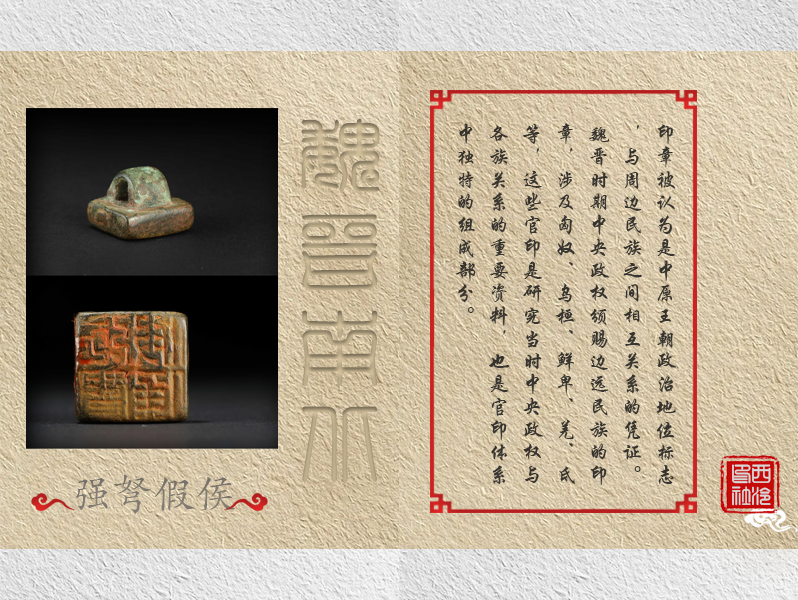 魏晉南北
强弩假侯
印章被认为是中原王朝政治地位标志
，与周边民族之间相互关系的凭证。
魏晋时期中央政权颁赐边远民族的印
章，涉及匈奴、乌桓、鲜卑、羌、氐
等，这些官印是研究当时中央政权与
各族关系的重要资料，也是官印体系
中独特的组成部分。
西泠
印社